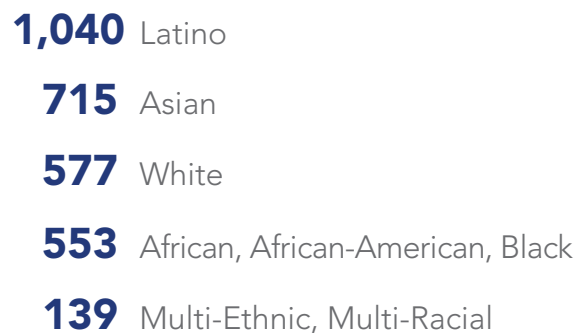 1,040 Latino
715 Asian
577 White
553 African, African-American, Black
139 Multi-Ethnic, Multi-Racial